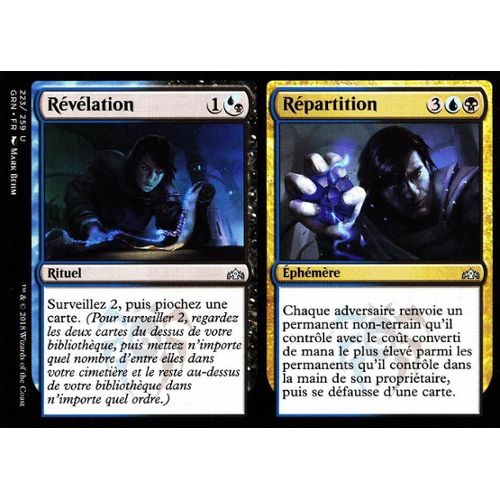 Révélation 1
Rituel
Surveillez 2, puis piochez une
carte. (Pour surveiller 2, regardez
les deux cartes du dessus de votre
bibliothèque, puis mettez n'importe
quel nombre d'entre elles dans
votre cimetière et le reste au-dessus
de votre bibliothèque dans
n'importe quel ordre.)
Répartition 3
Éphémère
Chaque adversaire renvoie un
permanent non-terrain qu'il
contrôle avec le coût converti
de mana le plus élevé parmi les
permanents qu'il contrôle dans
la main de son propriétaire,
puis se défausse d'une carte.
223/259 U
GRN • FR Mark Behm
™ & © 2018 Wizards of the Coast